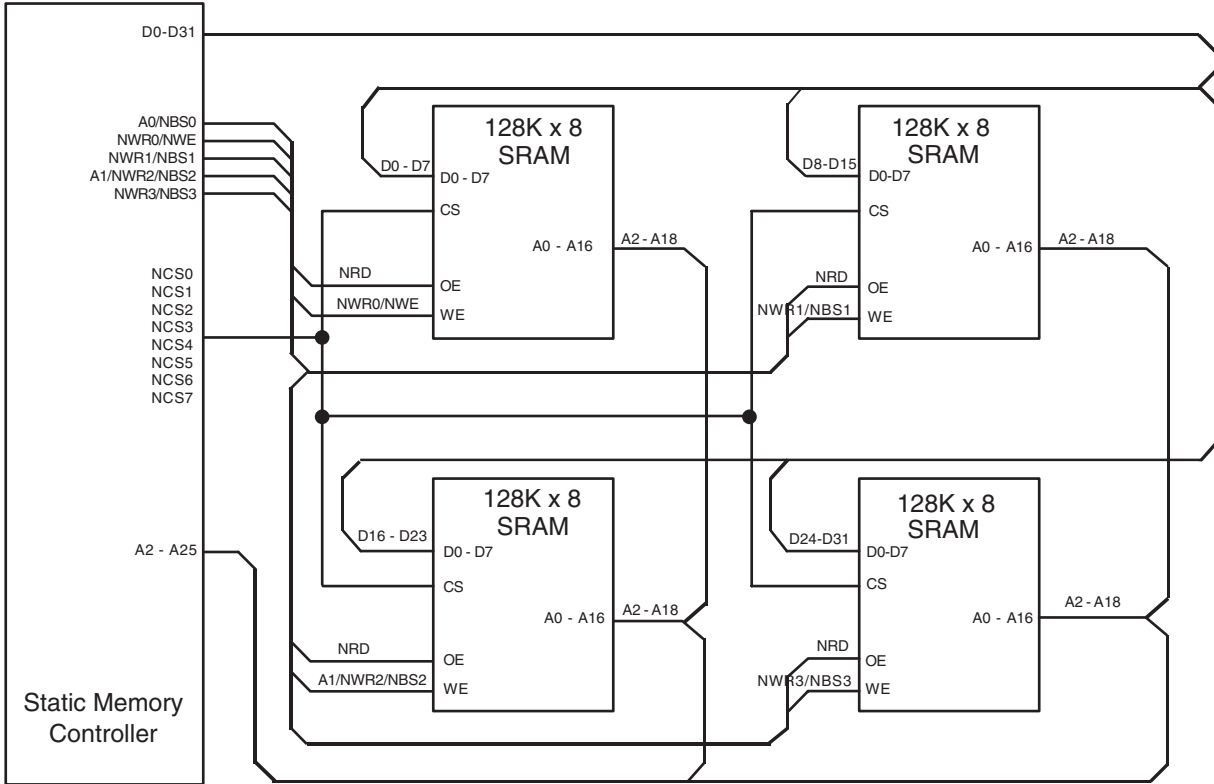 D0-D31
A0/NBS0
NWR0/NWE
NWR1/NBS1
A1/NWR2/NBS2
NWR3/NBS3
NCS0
NCS1
NCS2
NCS3
NCS4
NCS5
NCS6
NCS7
A2 - A25
Static Memory
Controller
128K x 8
SRAM
D0 - D7
D0 - D7
CS
A0 - A16
A2 - A18
NRD
OE
NWR0/NWE
WE
128K x 8
SRAM
D8-D15
D0-D7
CS
A0 - A16
A2 - A18
NRD
OE
NWR1/NBS1
WE
128K x 8
SRAM
D16 - D23
D0 - D7
CS
A0 - A16
A2 - A18
NRD
OE
A1/NWR2/NBS2
WE
128K x 8
SRAM
D24-D31
D0-D7
CS
A0 - A16
A2 - A18
NRD
OE
NWR3/NBS3
WE